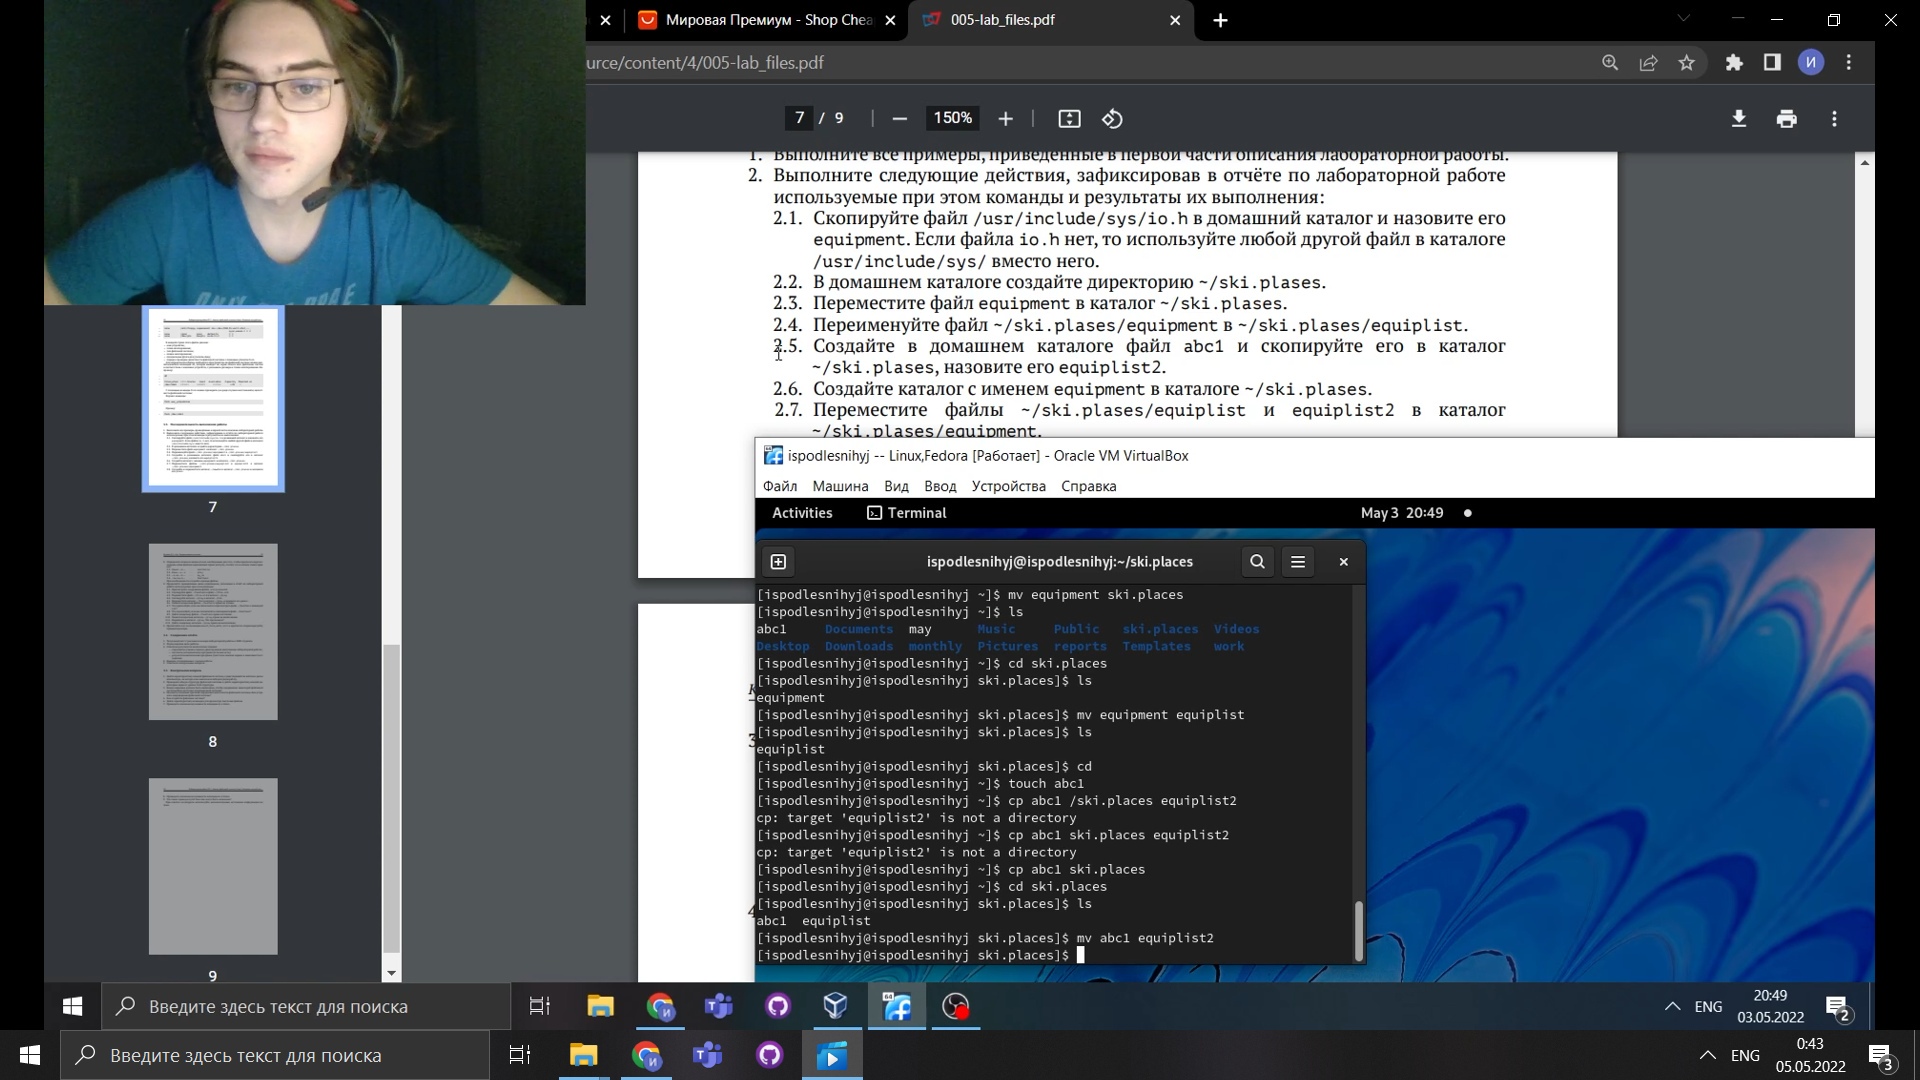 Мировая Премиум - Shop Chea
005-lab_files.pdf
urce/content/4/005-lab_files.pdf
И
7 / 9
150%
1. Выполните все примеры, приведённые в первой части описания лабораторной работы.
2. Выполните следующие действия, зафиксировав в отчёте по лабораторной работе
используемые при этом команды и результаты их выполнения:
2.1. Скопируйте файл /usr/include/sys/io.h в домашний каталог и назовите его
equipment. Если файла io.h нет, то используйте любой другой файл в каталоге
/usr/include/sys/ вместо него.
2.2. В домашнем каталоге создайте директорию ~/ski.plases.
2.3. Переместите файл equipment в каталог ~/ski.plases.
2.4. Переименуйте файл ~/ski.plases/equipment в ~/ski.plases/equiplist.
2.5. Создайте в домашнем каталоге файл abc1 и скопируйте его в каталог
~/ski.plases, назовите его equiplist2.
2.6. Создайте каталог с именем equipment в каталоге ~/ski.plases.
2.7. Переместите файлы ~/ski.plases/equiplist и equiplist2 в каталог
~/ski.plases/equipment.
7
8
9
ispodlesnihyj -- Linux,Fedora [Работает] - Oracle VM VirtualBox
Файл Машина Вид Ввод Устройства Справка
Activities Terminal May 3 20:49
ispodlesnihyj@ispodlesnihyj:~/ski.places
[ispodlesnihyj@ispodlesnihyj ~]$ mv equipment ski.places
[ispodlesnihyj@ispodlesnihyj ~]$ ls
abc1 Documents may Music Public ski.places Videos
Desktop Downloads monthly Pictures reports Templates work
[ispodlesnihyj@ispodlesnihyj ~]$ cd ski.places
[ispodlesnihyj@ispodlesnihyj ski.places]$ ls
equipment
[ispodlesnihyj@ispodlesnihyj ski.places]$ mv equipment equiplist
[ispodlesnihyj@ispodlesnihyj ski.places]$ ls
equiplist
[ispodlesnihyj@ispodlesnihyj ski.places]$ cd
[ispodlesnihyj@ispodlesnihyj ~]$ touch abc1
[ispodlesnihyj@ispodlesnihyj ~]$ cp abc1 /ski.places equiplist2
cp: target 'equiplist2' is not a directory
[ispodlesnihyj@ispodlesnihyj ~]$ cp abc1 ski.places equiplist2
cp: target 'equiplist2' is not a directory
[ispodlesnihyj@ispodlesnihyj ~]$ cp abc1 ski.places
[ispodlesnihyj@ispodlesnihyj ~]$ cd ski.places
[ispodlesnihyj@ispodlesnihyj ski.places]$ ls
abc1 equiplist
[ispodlesnihyj@ispodlesnihyj ski.places]$ mv abc1 equiplist2
[ispodlesnihyj@ispodlesnihyj ski.places]$
Введите здесь текст для поиска
64
ENG
20:49
03.05.2022
2
Введите здесь текст для поиска
ENG
0:43
05.05.2022
3